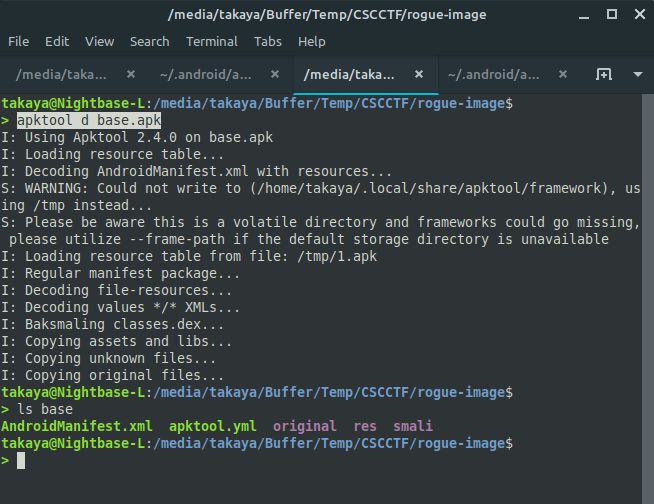 /media/takaya/Buffer/Temp/CSCCTF/rogue-image
File Edit View Search Terminal Tabs Help
/media/taka... × ~/.android/a... × /media/taka... × ~/.android/a... ×
takaya@Nightbase-L:/media/takaya/Buffer/Temp/CSCCTF/rogue-image$
> apktool d base.apk
I: Using Apktool 2.4.0 on base.apk
I: Loading resource table...
I: Decoding AndroidManifest.xml with resources...
S: WARNING: Could not write to (/home/takaya/.local/share/apktool/framework), us
ing /tmp instead...
S: Please be aware this is a volatile directory and frameworks could go missing,
 please utilize --frame-path if the default storage directory is unavailable
I: Loading resource table from file: /tmp/1.apk
I: Regular manifest package...
I: Decoding file-resources...
I: Decoding values */* XMLs...
I: Baksmaling classes.dex...
I: Copying assets and libs...
I: Copying unknown files...
I: Copying original files...
takaya@Nightbase-L:/media/takaya/Buffer/Temp/CSCCTF/rogue-image$
> ls base
AndroidManifest.xml  apktool.yml  original  res  smali
takaya@Nightbase-L:/media/takaya/Buffer/Temp/CSCCTF/rogue-image$
>